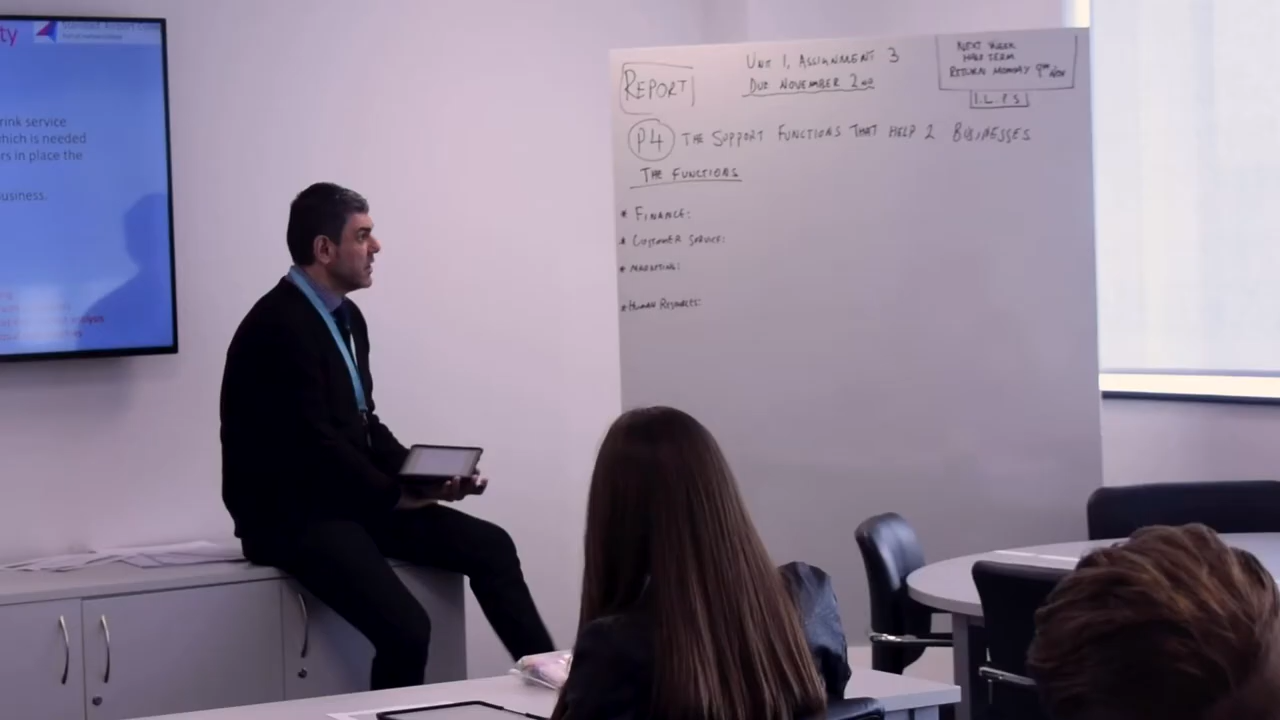 ty
rink service
which is needed
rs in place the
usiness.
REPORT
UNIT 1, ASSIGNMENT 3
DUE NOVEMBER 2ND
NEXT WEEK
HALF TERM
RETURN MONDAY 9TH NOV
I.L.P'S
P4 THE SUPPORT FUNCTIONS THAT HELP 2 BUSINESSES
THE FUNCTIONS
* FINANCE:
* CUSTOMER SERVICE:
* MARKETING:
* HUMAN RESOURCES: